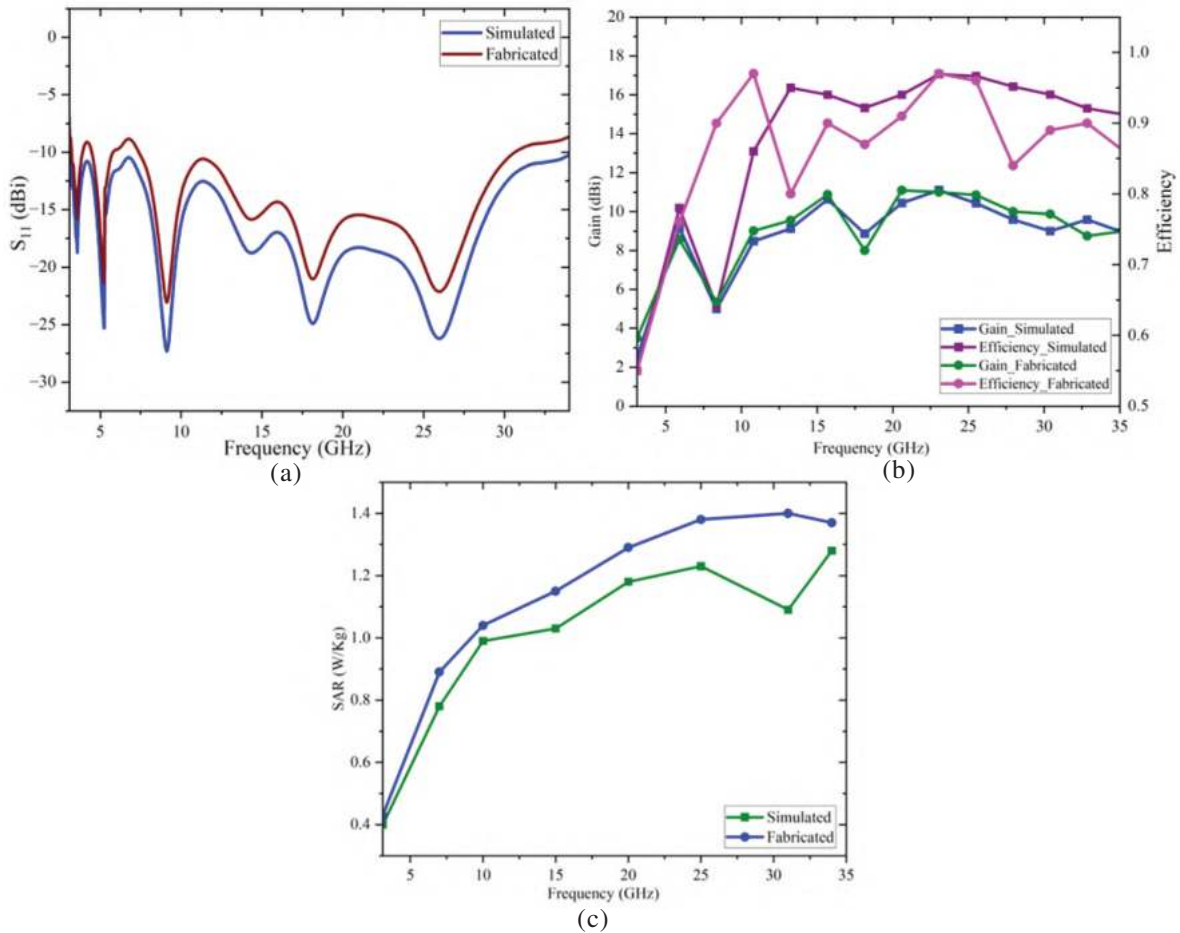 0
−5
−10
−15
−20
−25
−30
S11 (dBi)
Simulated
Fabricated
5 10 15 20 25 30
Frequency (GHz)
(a)
20
18
16
14
12
10
8
6
4
2
0
Gain (dBi)
1.0
0.9
0.8
0.7
0.6
0.5
Efficiency
Gain_Simulated
Efficiency_Simulated
Gain_Fabricated
Efficiency_Fabricated
5 10 15 20 25 30 35
Frequency (GHz)
(b)
1.4
1.2
1.0
0.8
0.6
0.4
SAR (W/Kg)
Simulated
Fabricated
5 10 15 20 25 30 35
Frequency (GHz)
(c)